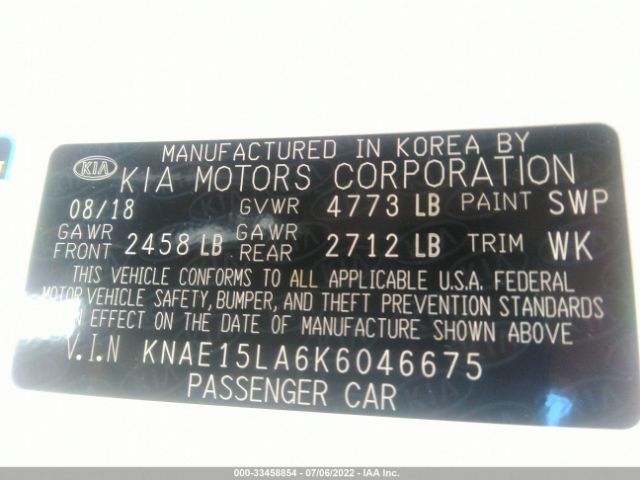 MANUFACTURED IN KOREA BY
KIA KIA MOTORS CORPORATION
08/18 GVWR 4773 LB PAINT SWP
GAWR FRONT 2458 LB GAWR REAR 2712 LB TRIM WK
THIS VEHICLE CONFORMS TO ALL APPLICABLE U.S.A. FEDERAL
MOTOR VEHICLE SAFETY, BUMPER, AND THEFT PREVENTION STANDARDS
IN EFFECT ON THE DATE OF MANUFACTURE SHOWN ABOVE
V.I.N KNAE15LA6K6046675
PASSENGER CAR
000-33458854 - 07/06/2022 - IAA Inc.